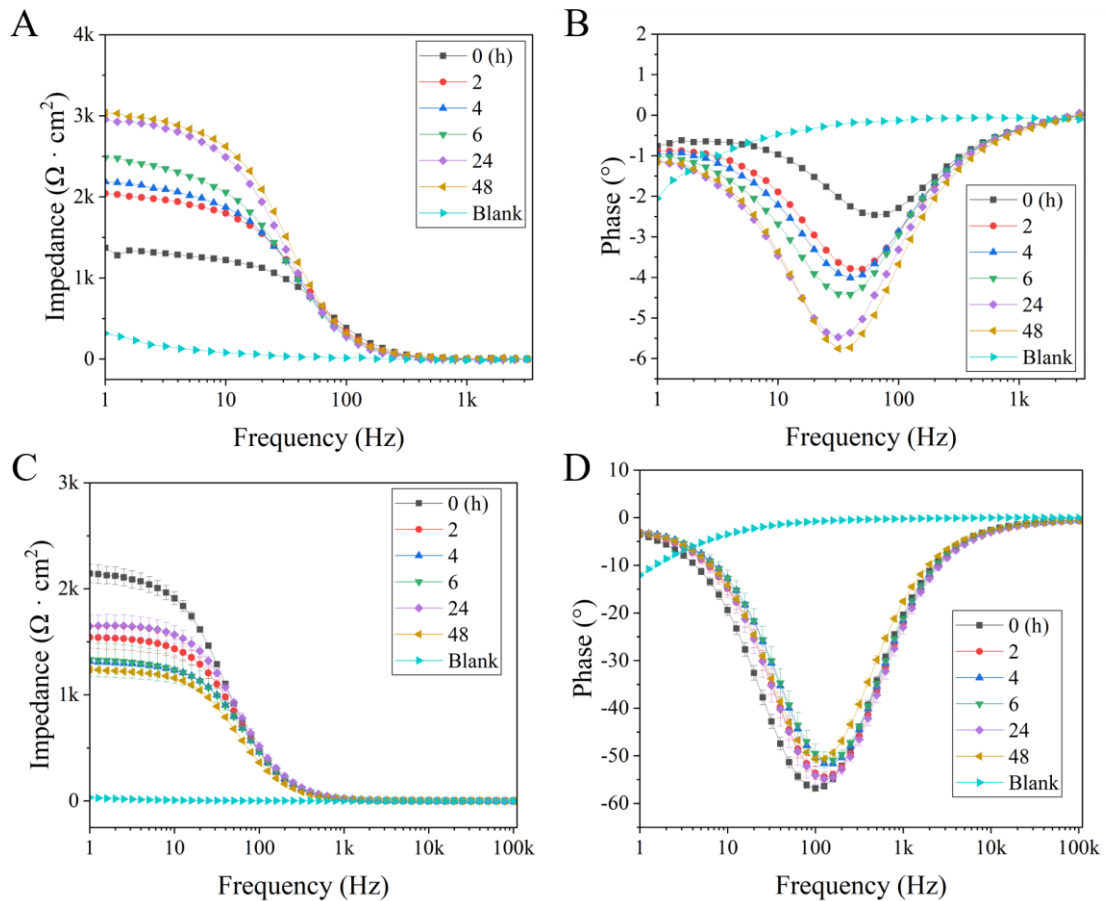 A
4k
3k
2k
1k
0
Impedance (Ω · cm²)
0 (h)
2
4
6
24
48
Blank
1
10
100
1k
Frequency (Hz)
B
2
1
0
-1
-2
-3
-4
-5
-6
Phase (°)
0 (h)
2
4
6
24
48
Blank
1
10
100
1k
Frequency (Hz)
C
3k
2k
1k
0
Impedance (Ω · cm²)
0 (h)
2
4
6
24
48
Blank
1
10
100
1k
10k
100k
Frequency (Hz)
D
10
0
-10
-20
-30
-40
-50
-60
Phase (°)
0 (h)
2
4
6
24
48
Blank
1
10
100
1k
10k
100k
Frequency (Hz)